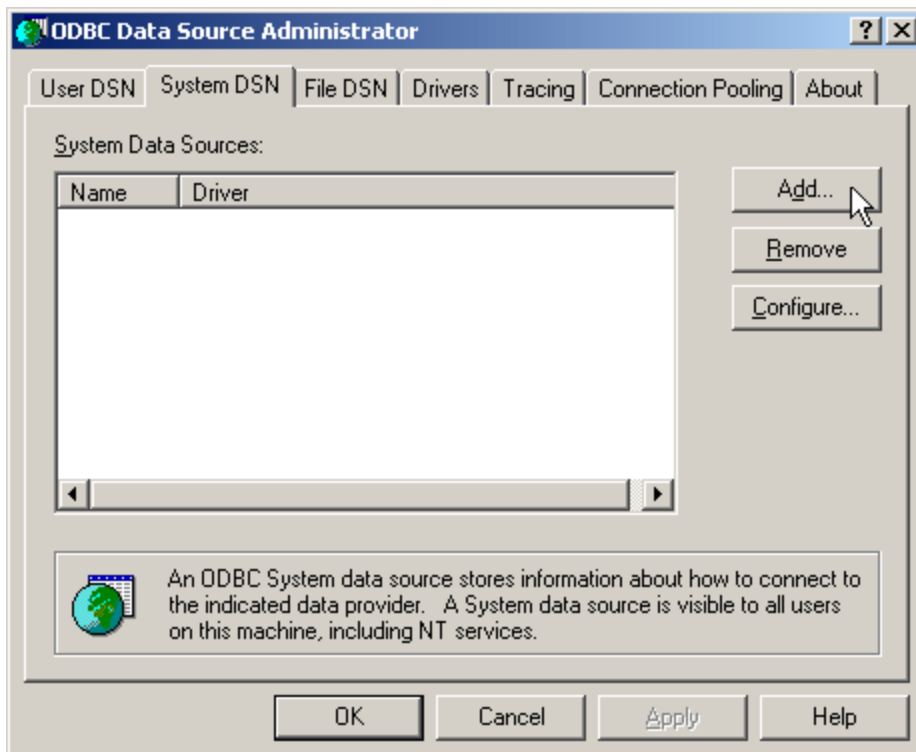 ODBC Data Source Administrator
User DSN System DSN File DSN Drivers Tracing Connection Pooling About
System Data Sources:
Name Driver
Add...
Remove
Configure...
An ODBC System data source stores information about how to connect to
the indicated data provider. A System data source is visible to all users
on this machine, including NT services.
OK Cancel Apply Help